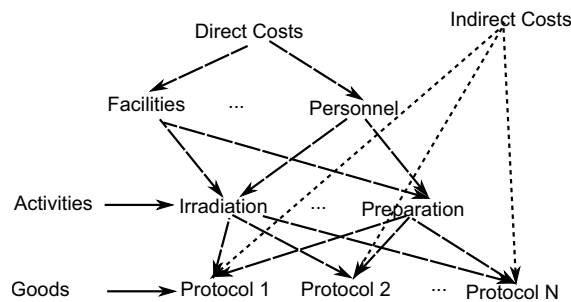 Direct Costs
Indirect Costs
Facilities ... Personnel
Activities Irradiation ... Preparation
Goods Protocol 1 Protocol 2 ... Protocol N